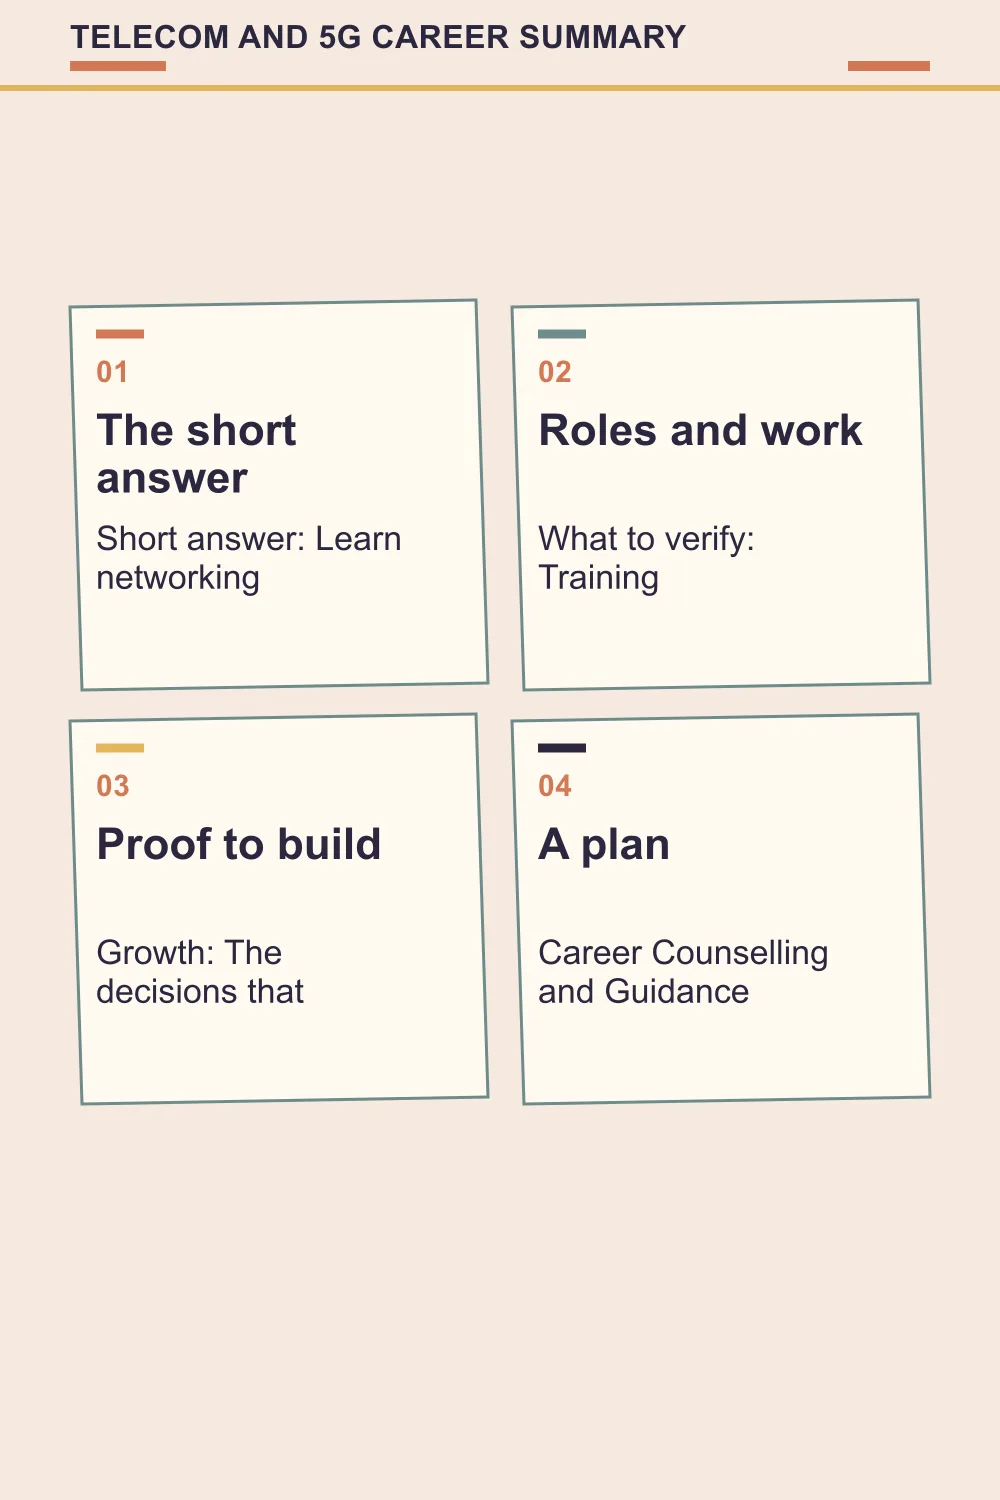 TELECOM AND 5G CAREER SUMMARY
01
The short
answer
Short answer: Learn
networking
02
Roles and work
What to verify:
Training
03
Proof to build
Growth: The
decisions that
04
A plan
Career Counselling
and Guidance